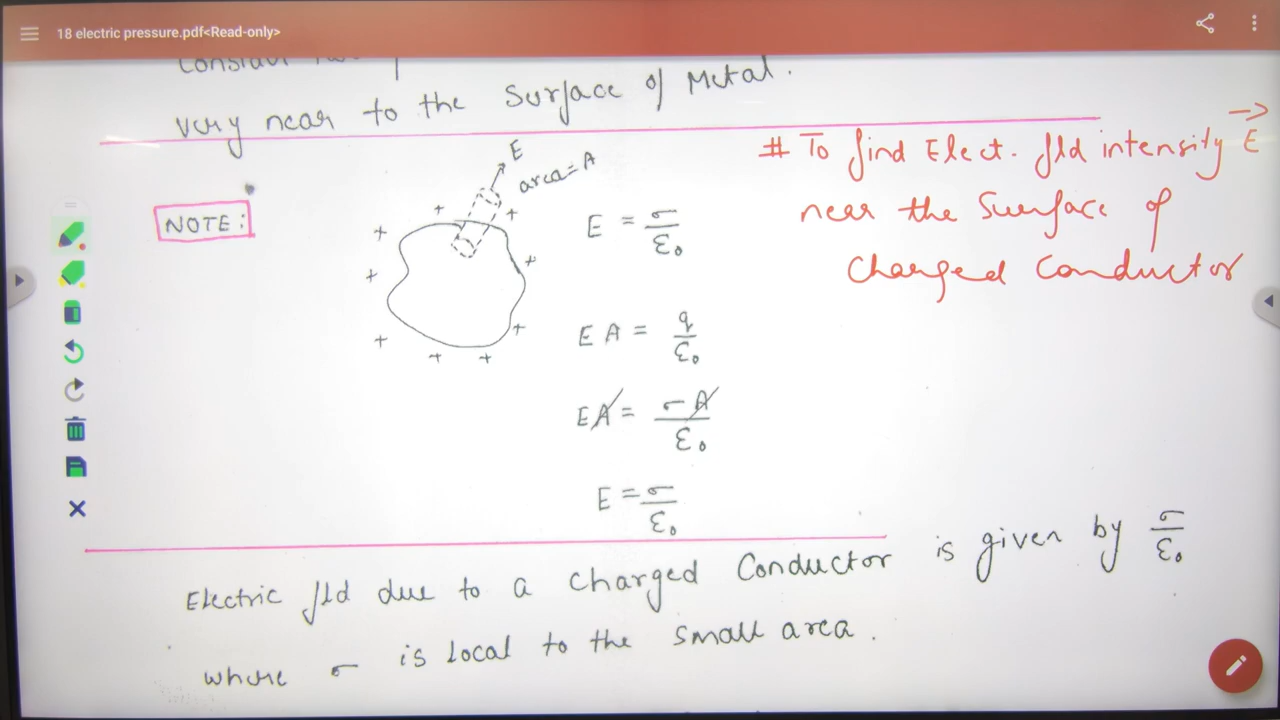 18 electric pressure.pdf<Read-only>
very near to the surface of Metal.
# To find Elect. fld intensity E
near the Surface of
Charged Conductor
NOTE:
E
area = A
E = σ/ε₀
EA = q/ε₀
EA = σA/ε₀
E = σ/ε₀
Electric fld due to a charged Conductor is given by σ/ε₀
where σ is local to the small area.